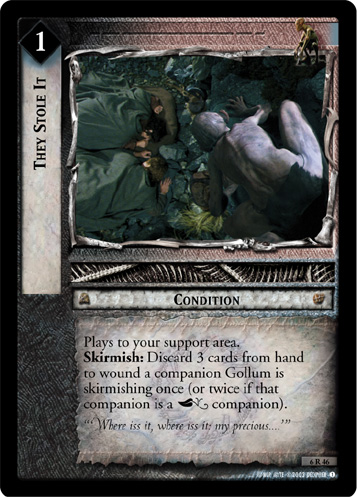 1
They Stole It
Condition
Plays to your support area.
Skirmish: Discard 3 cards from hand
to wound a companion Gollum is
skirmishing once (or twice if that
companion is a companion).
“‘Where iss it, where iss it: my precious....’”
6 R 46